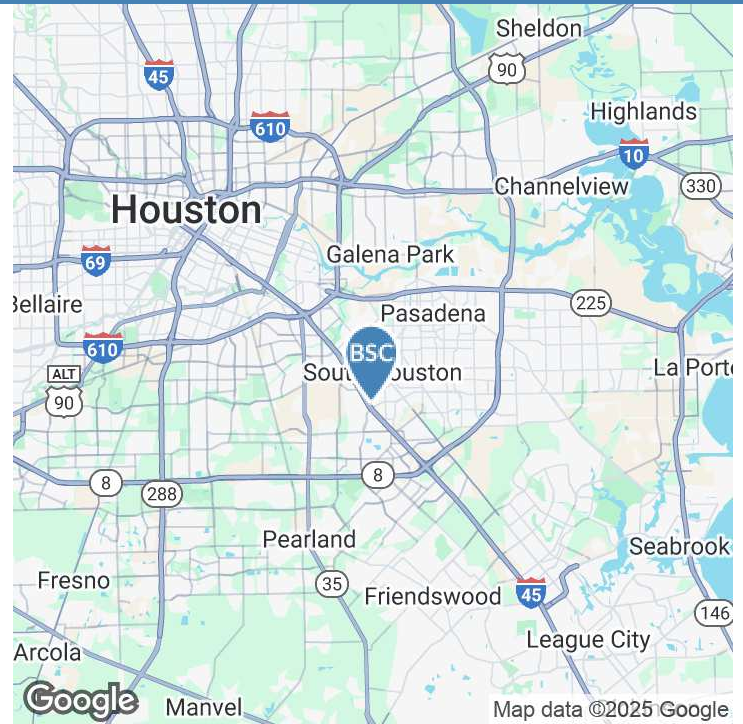 Sheldon
45
90
Highlands
610
10
Channelview
330
Houston
Galena Park
69
225
Bellaire
Pasadena
610
BSC
ALT
South Houston
La Porte
90
8
8
288
Pearland
Seabrook
Fresno
35
45
Friendswood
146
League City
Arcola
Google
Manvel
Map data ©2025 Google